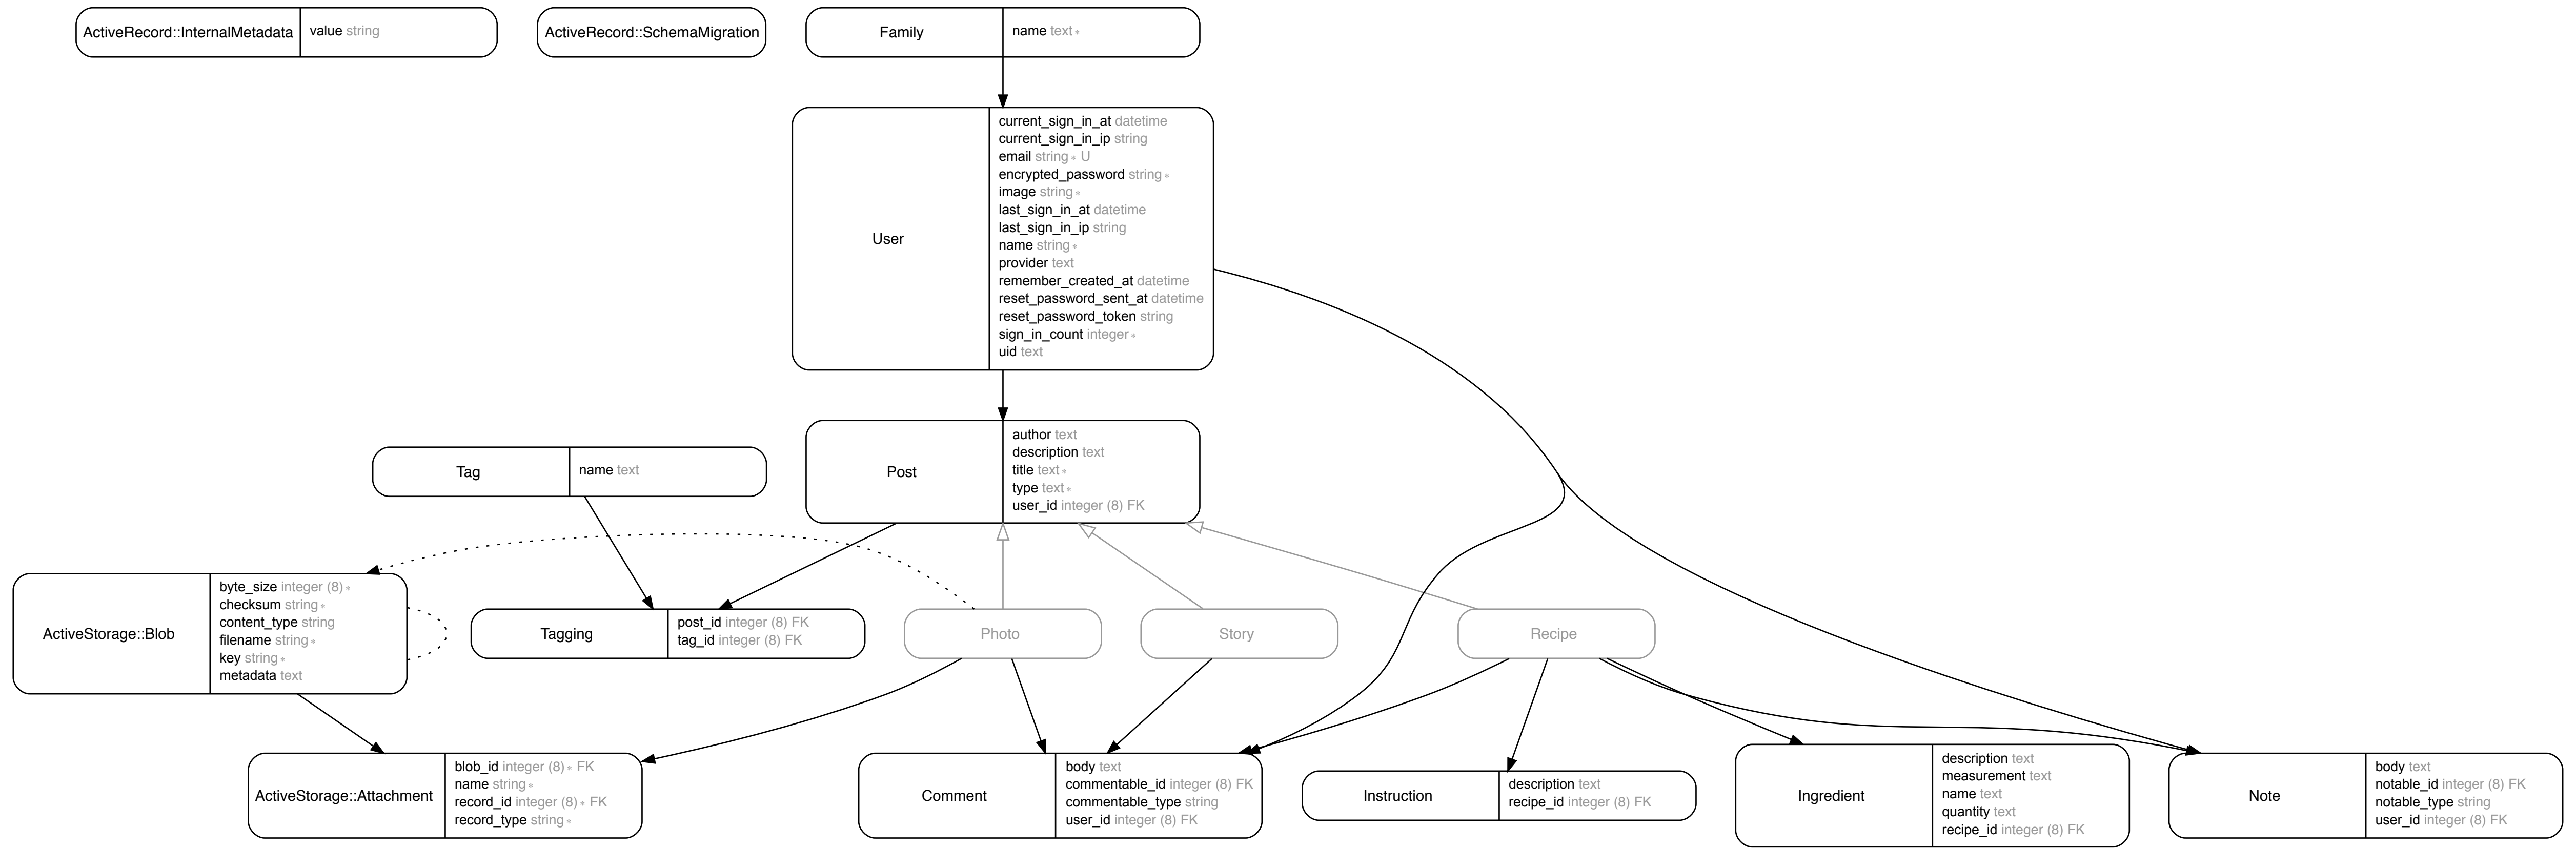 ActiveRecord::InternalMetadata
value string
ActiveRecord::SchemaMigration
Family
name text *
User
current_sign_in_at datetime
current_sign_in_ip string
email string * U
encrypted_password string *
image string *
last_sign_in_at datetime
last_sign_in_ip string
name string *
provider text
remember_created_at datetime
reset_password_sent_at datetime
reset_password_token string
sign_in_count integer *
uid text
Tag
name text
Post
author text
description text
title text *
type text *
user_id integer (8) FK
ActiveStorage::Blob
byte_size integer (8) *
checksum string *
content_type string
filename string *
key string *
metadata text
Tagging
post_id integer (8) FK
tag_id integer (8) FK
Photo
Story
Recipe
ActiveStorage::Attachment
blob_id integer (8) * FK
name string *
record_id integer (8) * FK
record_type string *
Comment
body text
commentable_id integer (8) FK
commentable_type string
user_id integer (8) FK
Instruction
description text
recipe_id integer (8) FK
Ingredient
description text
measurement text
name text
quantity text
recipe_id integer (8) FK
Note
body text
notable_id integer (8) FK
notable_type string
user_id integer (8) FK